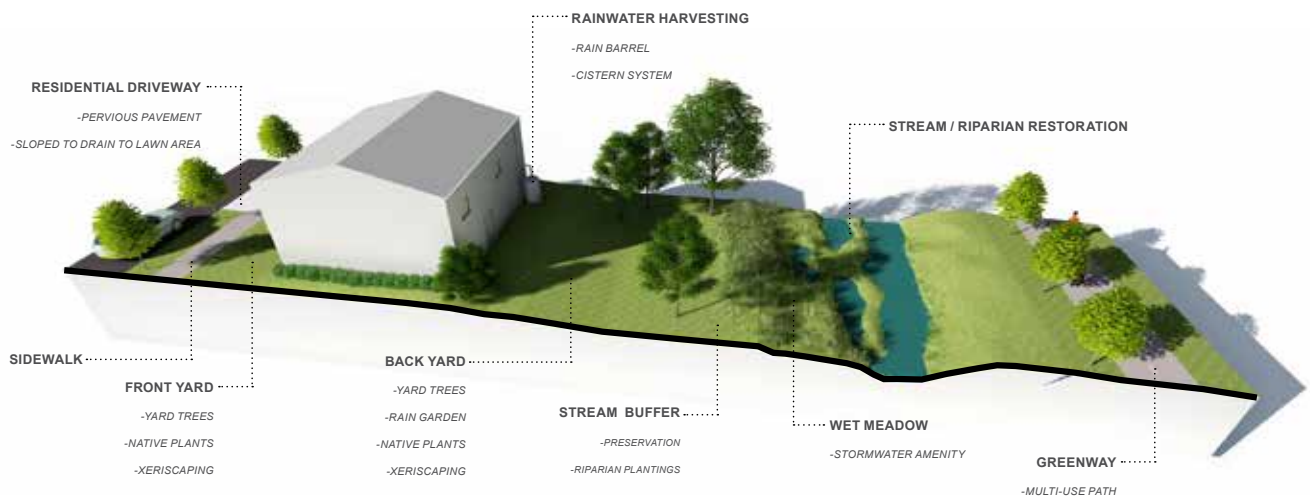 RAINWATER HARVESTING
-RAIN BARREL
-CISTERN SYSTEM
RESIDENTIAL DRIVEWAY
-PERVIOUS PAVEMENT
-SLOPED TO DRAIN TO LAWN AREA
STREAM / RIPARIAN RESTORATION
SIDEWALK
FRONT YARD
-YARD TREES
-NATIVE PLANTS
-XERISCAPING
BACK YARD
-YARD TREES
-RAIN GARDEN
-NATIVE PLANTS
-XERISCAPING
STREAM BUFFER
-PRESERVATION
-RIPARIAN PLANTINGS
WET MEADOW
-STORMWATER AMENITY
GREENWAY
-MULTI-USE PATH